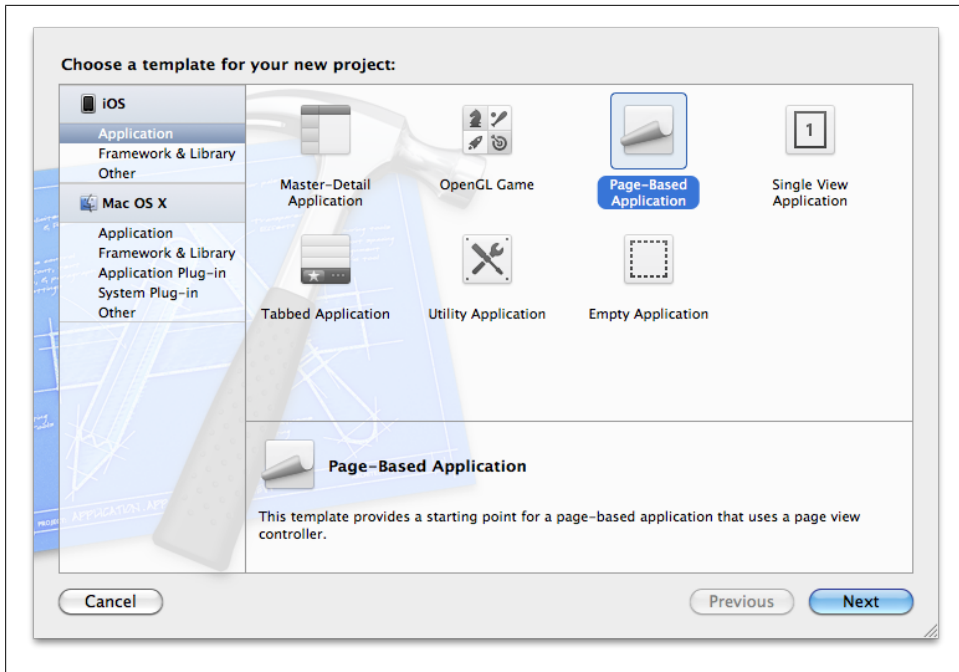 Choose a template for your new project:
iOS
Application
Framework & Library
Other
Mac OS X
Application
Framework & Library
Application Plug-in
System Plug-in
Other
Master-Detail
Application
OpenGL Game
Page-Based
Application
1
Single View
Application
Tabbed Application
Utility Application
Empty Application
Page-Based Application
This template provides a starting point for a page-based application that uses a page view
controller.
Cancel
Previous
Next